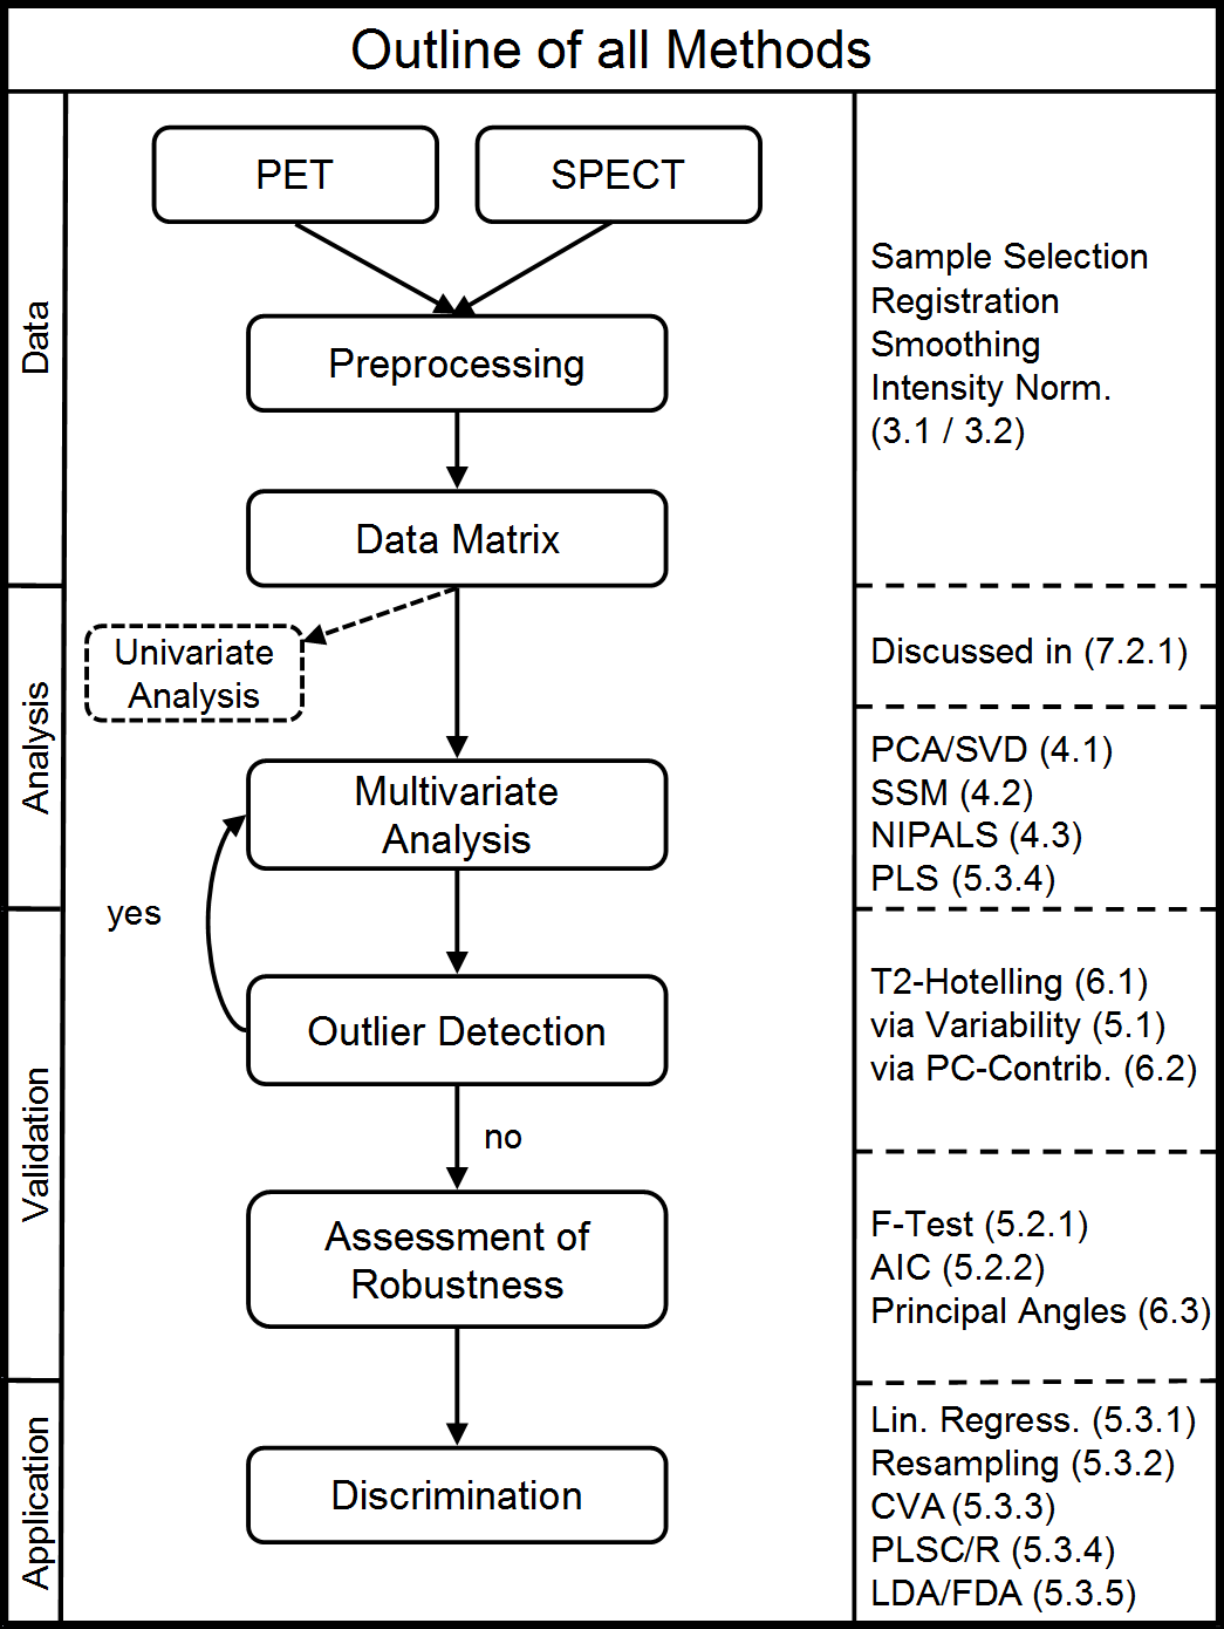 Outline of all Methods
Data
PET
SPECT
Preprocessing
Data Matrix
Sample Selection
Registration
Smoothing
Intensity Norm.
(3.1 / 3.2)
Analysis
Univariate
Analysis
Discussed in (7.2.1)
Multivariate
Analysis
PCA/SVD (4.1)
SSM (4.2)
NIPALS (4.3)
PLS (5.3.4)
Validation
yes
Outlier Detection
no
T2-Hotelling (6.1)
via Variability (5.1)
via PC-Contrib. (6.2)
Assessment of
Robustness
F-Test (5.2.1)
AIC (5.2.2)
Principal Angles (6.3)
Application
Discrimination
Lin. Regress. (5.3.1)
Resampling (5.3.2)
CVA (5.3.3)
PLSC/R (5.3.4)
LDA/FDA (5.3.5)